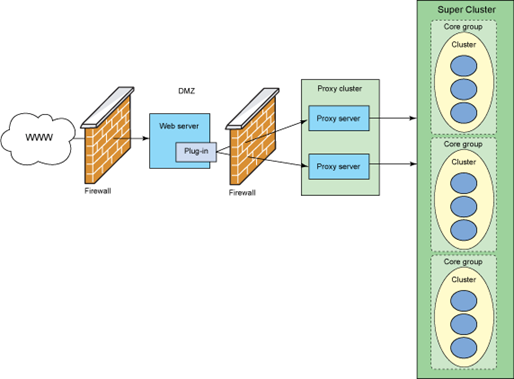 Super Cluster
Core group
Cluster
DMZ
Proxy cluster
WWW
Web server
Plug-in
Proxy server
Proxy server
Firewall
Firewall
Core group
Cluster
Core group
Cluster